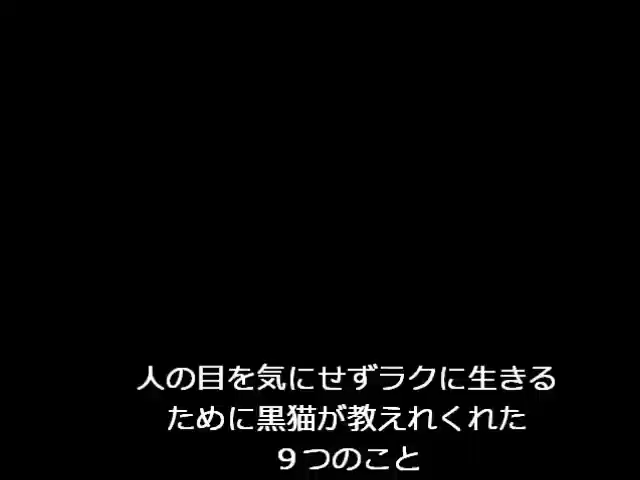 人の目を気にせずラクに生きる
ために黒猫が教えれくれた
９つのこと